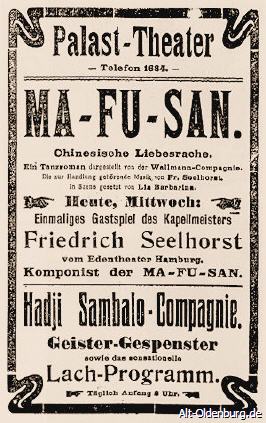 Palast-Theater
— Telefon 1684. —
MA-FU-SAN.
Chinesische Liebesrache.
Ein Tanzroman dargestellt von der Wallmann-Compagnie.
Die zur Handlung gehörende Musik von Fr. Seelhorst.
In Szene gesetzt von Lia Barbarina.
Heute, Mittwoch:
Einmaliges Gastspiel des Kapellmeisters
Friedrich Seelhorst
vom Edentheater Hamburg.
Komponist der MA-FU-SAN.
Hadji Sambalo-Compagnie.
Geister-Gespenster
sowie das sensationelle
Lach-Programm.
Täglich Anfang 8 Uhr.
Alt-Oldenburg.de